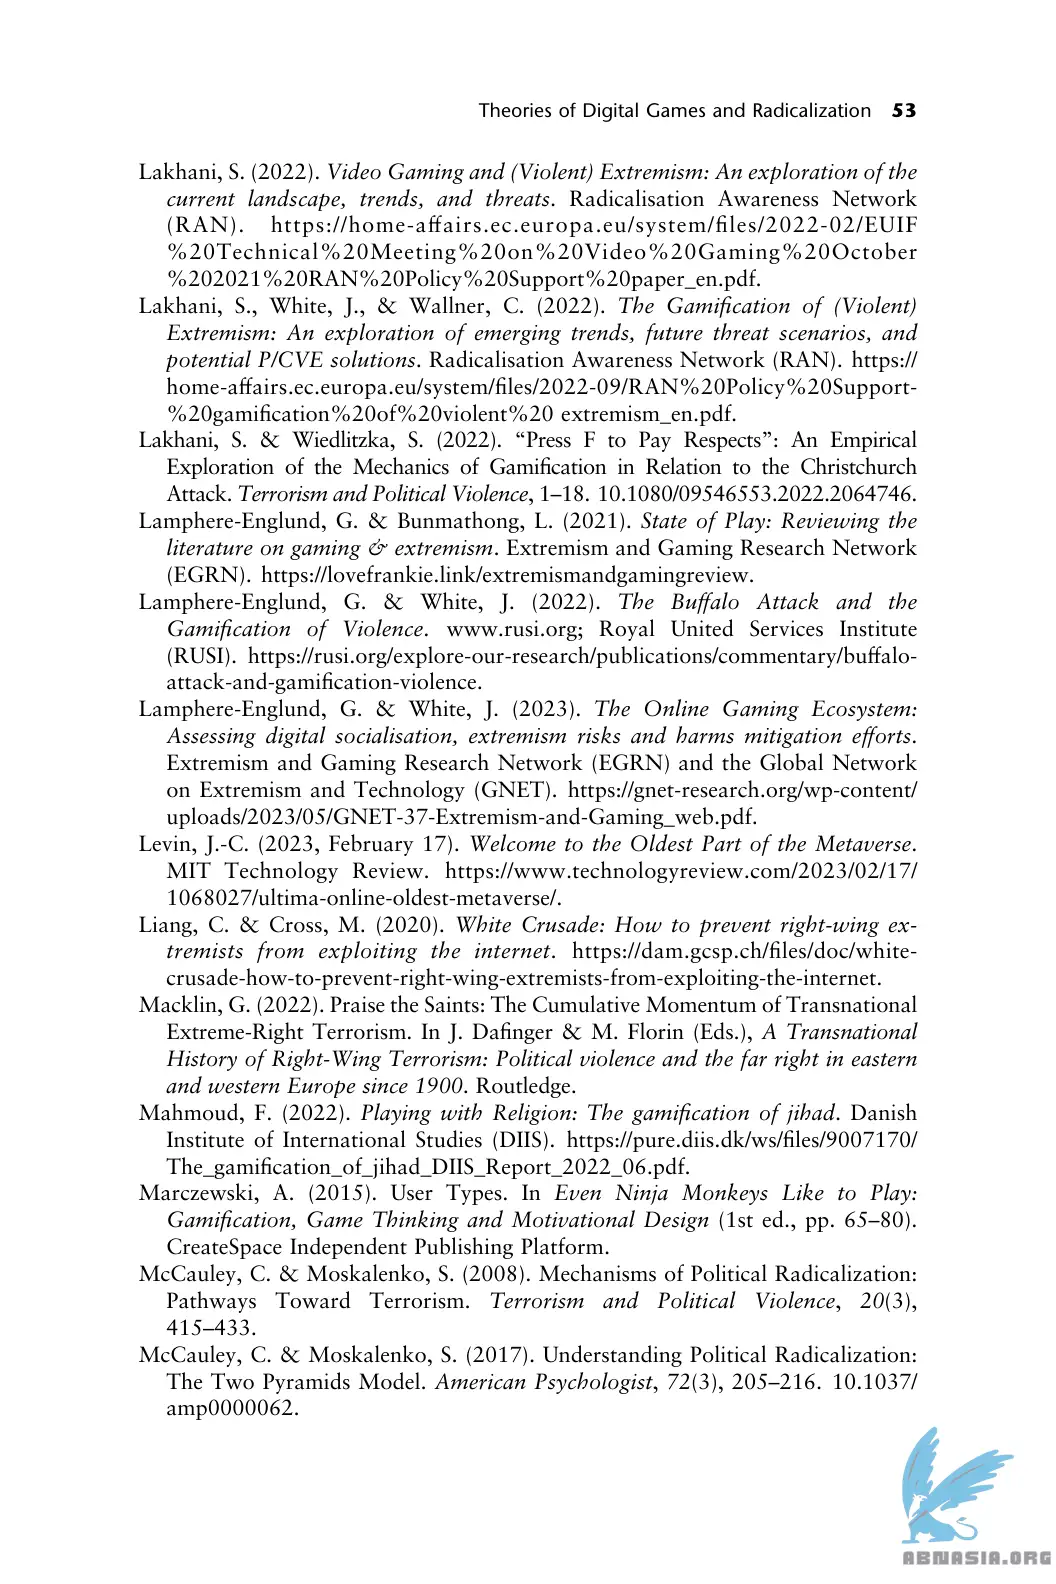 Theories of Digital Games and Radicalization 53
Lakhani, S. (2022). Video Gaming and (Violent) Extremism: An exploration of the
current landscape, trends, and threats. Radicalisation Awareness Network
(RAN). https://home-affairs.ec.europa.eu/system/files/2022-02/EUIF
%20Technical%20Meeting%20on%20Video%20Gaming%20October
%202021%20RAN%20Policy%20Support%20paper_en.pdf.
Lakhani, S., White, J., & Wallner, C. (2022). The Gamification of (Violent)
Extremism: An exploration of emerging trends, future threat scenarios, and
potential P/CVE solutions. Radicalisation Awareness Network (RAN). https://
home-affairs.ec.europa.eu/system/files/2022-09/RAN%20Policy%20Support-
%20gamification%20of%20violent%20 extremism_en.pdf.
Lakhani, S. & Wiedlitzka, S. (2022). “Press F to Pay Respects”: An Empirical
Exploration of the Mechanics of Gamification in Relation to the Christchurch
Attack. Terrorism and Political Violence, 1–18. 10.1080/09546553.2022.2064746.
Lamphere-Englund, G. & Bunmathong, L. (2021). State of Play: Reviewing the
literature on gaming & extremism. Extremism and Gaming Research Network
(EGRN). https://lovefrankie.link/extremismandgamingreview.
Lamphere-Englund, G. & White, J. (2022). The Buffalo Attack and the
Gamification of Violence. www.rusi.org; Royal United Services Institute
(RUSI). https://rusi.org/explore-our-research/publications/commentary/buffalo-
attack-and-gamification-violence.
Lamphere-Englund, G. & White, J. (2023). The Online Gaming Ecosystem:
Assessing digital socialisation, extremism risks and harms mitigation efforts.
Extremism and Gaming Research Network (EGRN) and the Global Network
on Extremism and Technology (GNET). https://gnet-research.org/wp-content/
uploads/2023/05/GNET-37-Extremism-and-Gaming_web.pdf.
Levin, J.-C. (2023, February 17). Welcome to the Oldest Part of the Metaverse.
MIT Technology Review. https://www.technologyreview.com/2023/02/17/
1068027/ultima-online-oldest-metaverse/.
Liang, C. & Cross, M. (2020). White Crusade: How to prevent right-wing ex-
tremists from exploiting the internet. https://dam.gcsp.ch/files/doc/white-
crusade-how-to-prevent-right-wing-extremists-from-exploiting-the-internet.
Macklin, G. (2022). Praise the Saints: The Cumulative Momentum of Transnational
Extreme-Right Terrorism. In J. Dafinger & M. Florin (Eds.), A Transnational
History of Right-Wing Terrorism: Political violence and the far right in eastern
and western Europe since 1900. Routledge.
Mahmoud, F. (2022). Playing with Religion: The gamification of jihad. Danish
Institute of International Studies (DIIS). https://pure.diis.dk/ws/files/9007170/
The_gamification_of_jihad_DIIS_Report_2022_06.pdf.
Marczewski, A. (2015). User Types. In Even Ninja Monkeys Like to Play:
Gamification, Game Thinking and Motivational Design (1st ed., pp. 65–80).
CreateSpace Independent Publishing Platform.
McCauley, C. & Moskalenko, S. (2008). Mechanisms of Political Radicalization:
Pathways Toward Terrorism. Terrorism and Political Violence, 20(3),
415–433.
McCauley, C. & Moskalenko, S. (2017). Understanding Political Radicalization:
The Two Pyramids Model. American Psychologist, 72(3), 205–216. 10.1037/
amp0000062.
ABNASIA.ORG